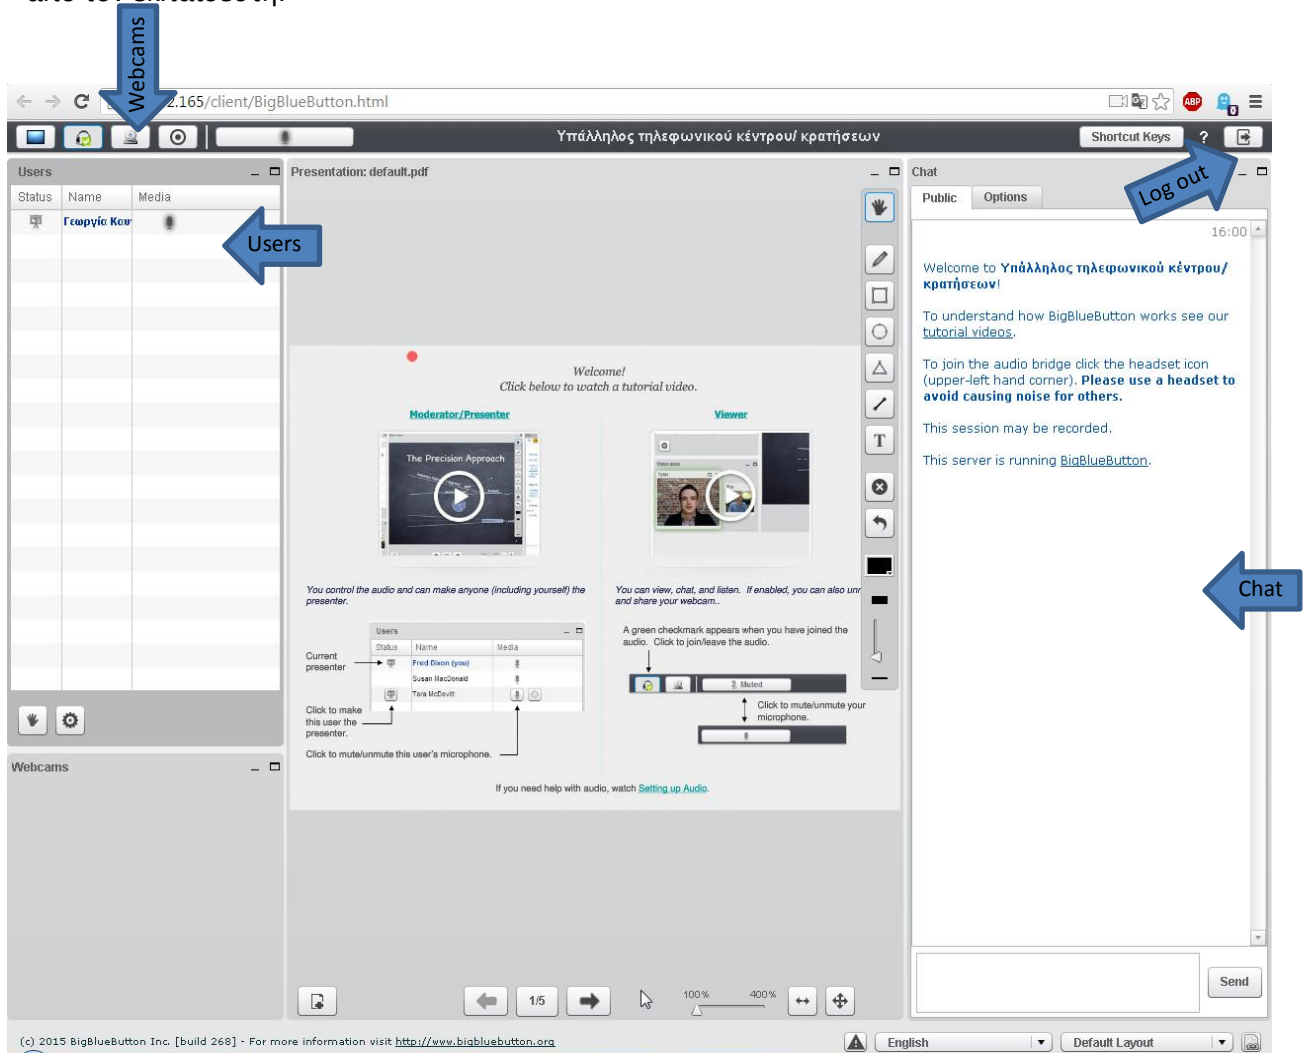 Webcams
2.165/client/BigBlueButton.html
ABP
0
Υπάλληλος τηλεφωνικού κέντρου/ κρατήσεων
Shortcut Keys
?
Log out
Users
Status Name Media
Γεωργία Καυ
Users
Presentation: default.pdf
Welcome!
Click below to watch a tutorial video.
Moderator/Presenter
Viewer
The Precision Approach
You control the audio and can make anyone (including yourself) the
presenter.
You can view, chat, and listen. If enabled, you can also unr
and share your webcam..
Users
Status Name Media
Fred Dixon (you)
Susan MacDonald
Tara McDevitt
Current
presenter
Click to make
this user the
presenter.
Click to mute/unmute this user's microphone.
A green checkmark appears when you have joined the
audio. Click to join/leave the audio.
Muted
Click to mute/unmute your
microphone.
If you need help with audio, watch Setting up Audio.
T
1/5
100% 400%
Chat
Public Options
16:00
Welcome to Υπάλληλος τηλεφωνικού κέντρου/
κρατήσεων!
To understand how BigBlueButton works see our
tutorial videos.
To join the audio bridge click the headset icon
(upper-left hand corner). Please use a headset to
avoid causing noise for others.
This session may be recorded.
This server is running BigBlueButton.
Chat
Send
Webcams
(c) 2015 BigBlueButton Inc. [build 268] - For more information visit http://www.bigbluebutton.org
English
Default Layout